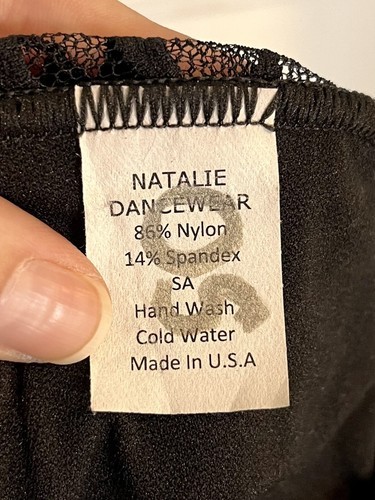 NATALIE
DANCEWEAR
86% Nylon
14% Spandex
SA
Hand Wash
Cold Water
Made In U.S.A